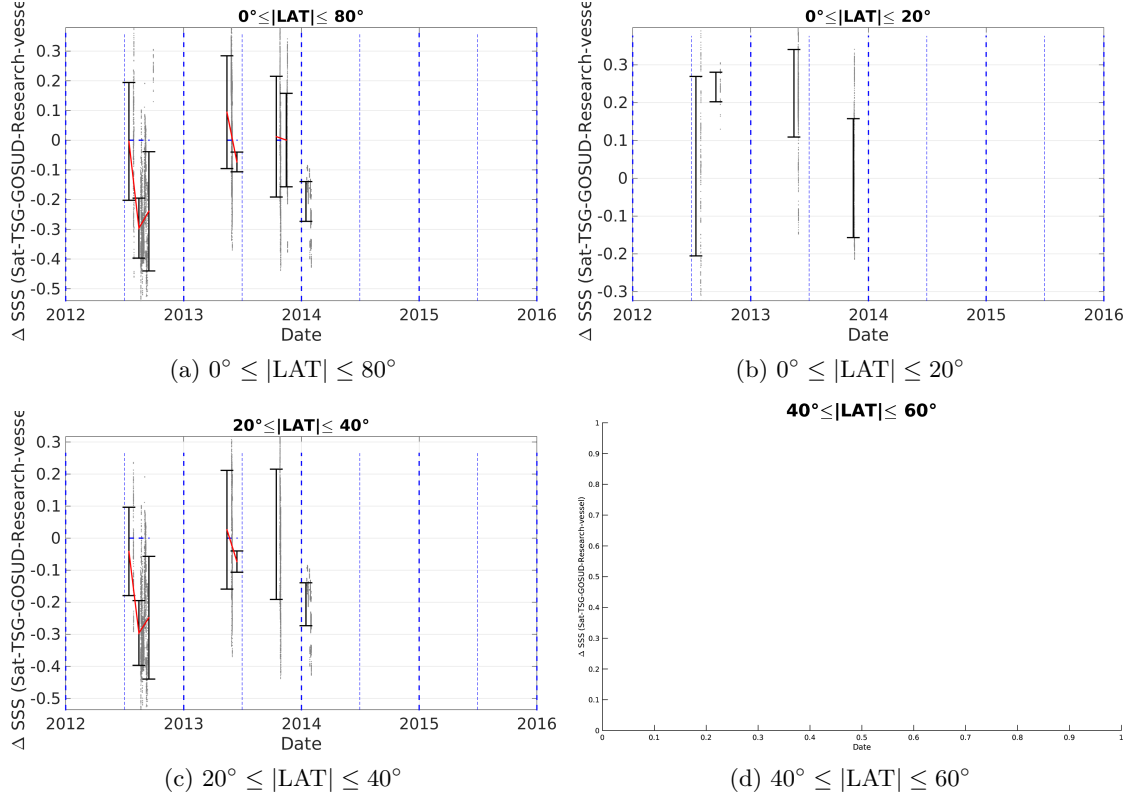 0°≤|LAT|≤ 80°
Δ SSS (Sat-TSG-GOSUD-Research-vesse
0.3
0.2
0.1
0
-0.1
-0.2
-0.3
-0.4
-0.5
2012 2013 2014 2015 2016
Date
(a) 0° ≤ |LAT| ≤ 80°
0°≤|LAT|≤ 20°
Δ SSS (Sat-TSG-GOSUD-Research-vesse
0.3
0.2
0.1
0
-0.1
-0.2
-0.3
2012 2013 2014 2015 2016
Date
(b) 0° ≤ |LAT| ≤ 20°
20°≤|LAT|≤ 40°
Δ SSS (Sat-TSG-GOSUD-Research-vesse
0.3
0.2
0.1
0
-0.1
-0.2
-0.3
-0.4
-0.5
2012 2013 2014 2015 2016
Date
(c) 20° ≤ |LAT| ≤ 40°
40°≤|LAT|≤ 60°
Δ SSS (Sat-TSG-GOSUD-Research-vessel)
1
0.9
0.8
0.7
0.6
0.5
0.4
0.3
0.2
0.1
0
0 0.1 0.2 0.3 0.4 0.5 0.6 0.7 0.8 0.9 1
Date
(d) 40° ≤ |LAT| ≤ 60°